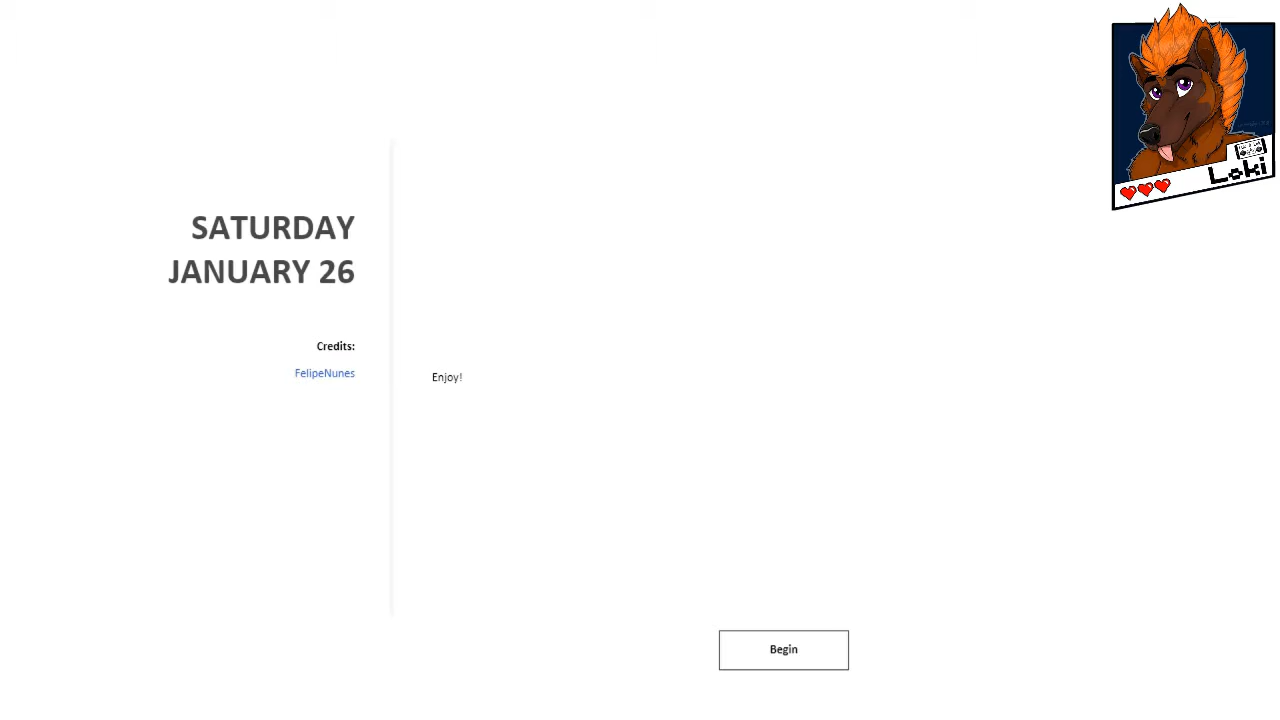 SATURDAY
JANUARY 26
Credits:
FelipeNunes
Enjoy!
Begin
Loki